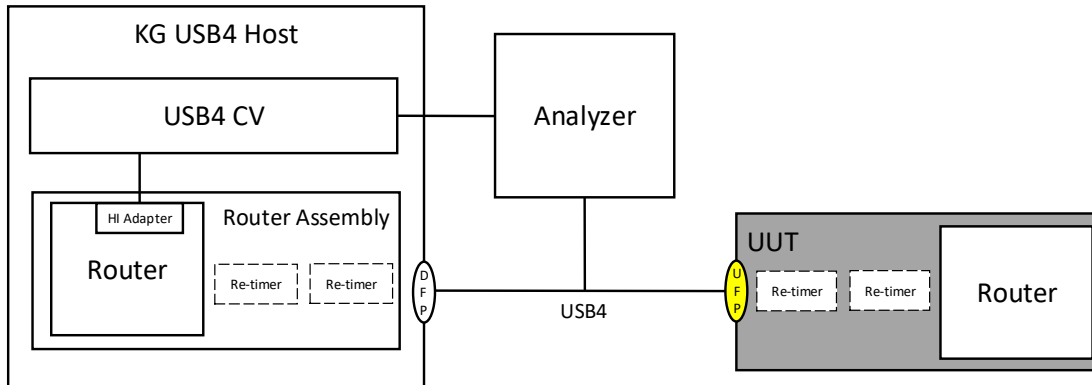 KG USB4 Host
USB4 CV
Analyzer
HI Adapter
Router Assembly
Router
Re-timer
Re-timer
D
F
P
USB4
U
F
P
UUT
Re-timer
Re-timer
Router